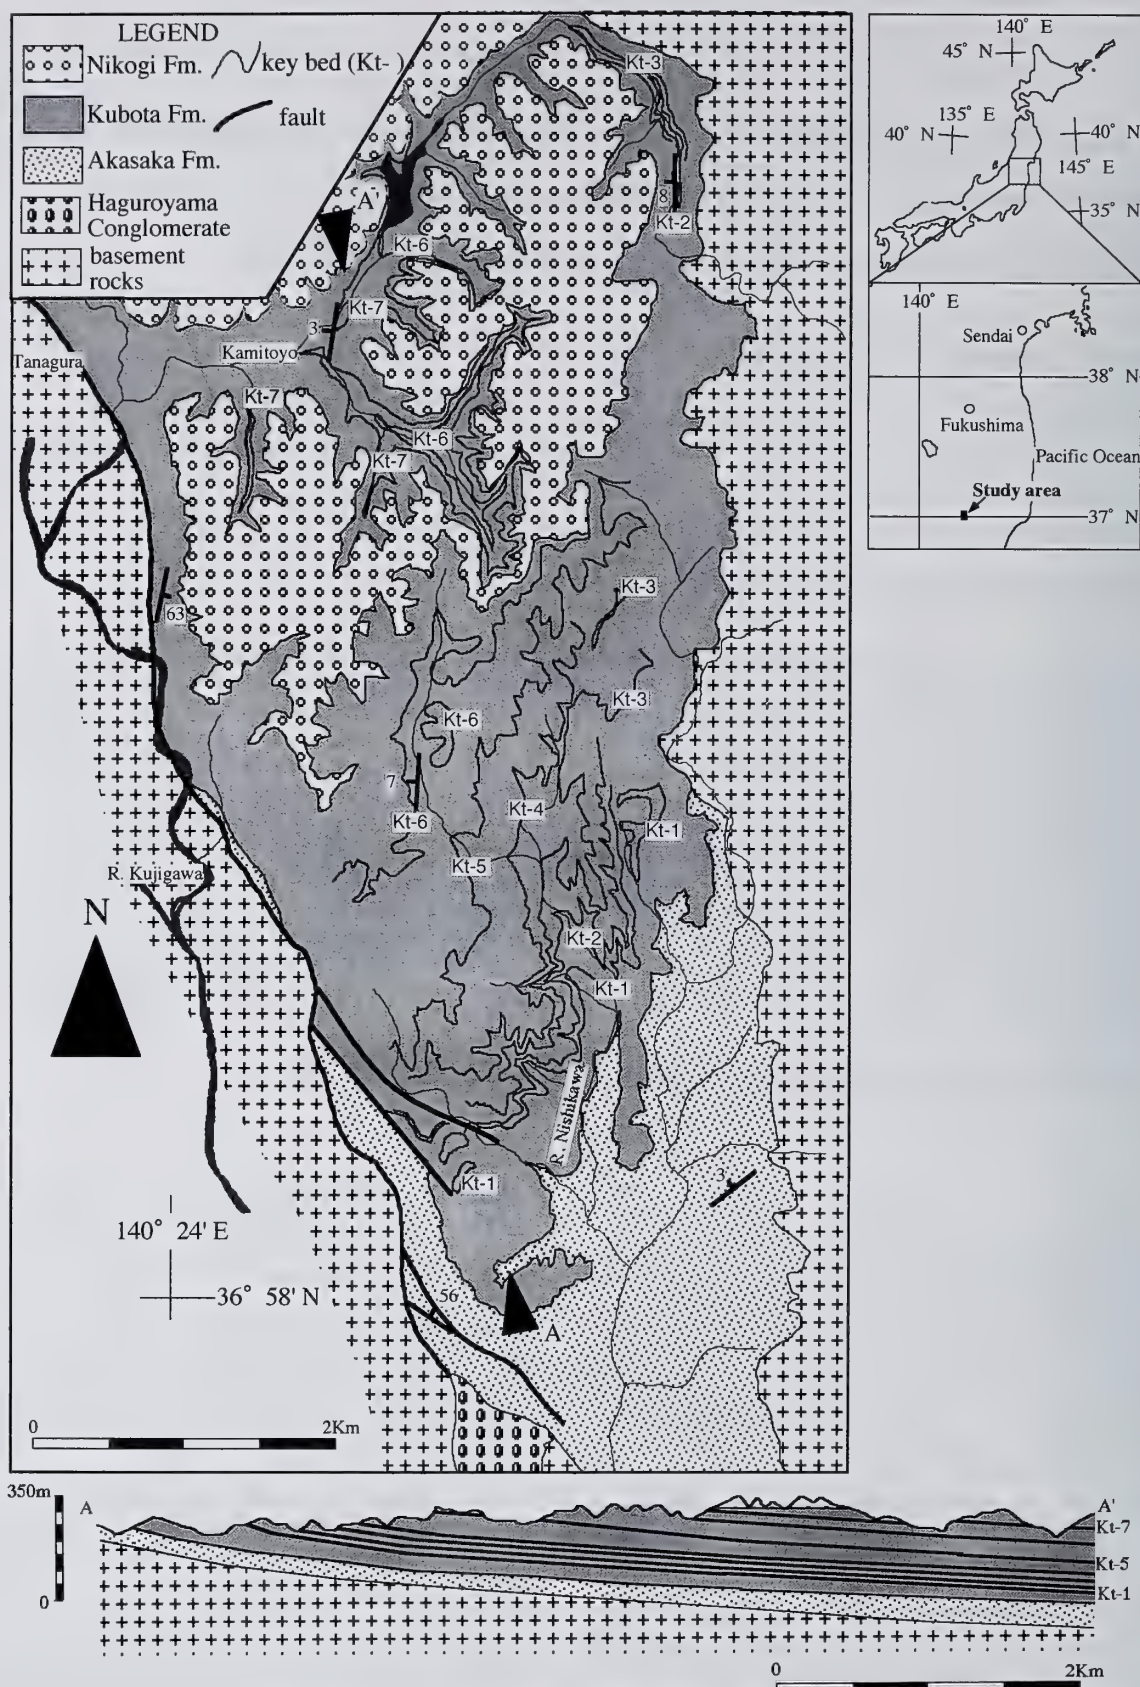 LEGEND
Nikogi Fm.
key bed (Kt- )
Kubota Fm.
fault
Akasaka Fm.
Haguroyama
Conglomerate
basement
rocks
Kt-3
8
Kt-2
A'
Kt-6
Kt-7
3
Kamitoyo
Tanagura
Kt-7
Kt-6
Kt-7
63
Kt-3
Kt-3
Kt-6
7
Kt-6
Kt-4
Kt-1
Kt-5
R. Kujigawa
N
Kt-2
Kt-1
R. Nishikawa
Kt-1
3
140° 24' E
36° 58' N
56
A
0 2Km
140° E
45° N
135° E
40° N
40° N
145° E
35° N
140° E
Sendai
38° N
Fukushima
Pacific Ocean
Study area
37° N
350m
A
A'
Kt-7
Kt-5
Kt-1
0
0 2Km